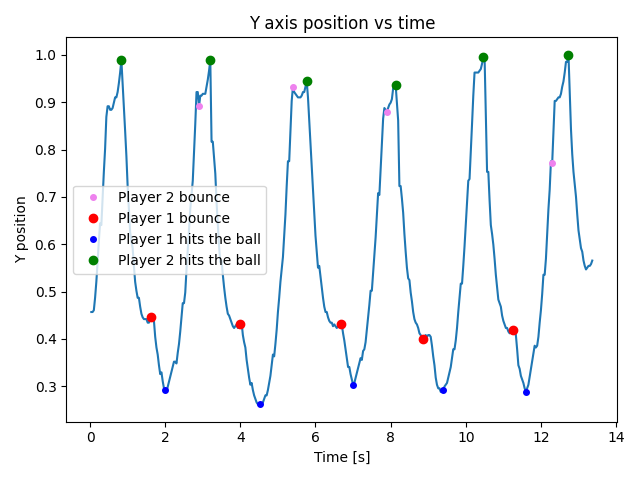 Y axis position vs time
1.0
0.9
0.8
0.7
0.6
0.5
0.4
0.3
Y position
Player 2 bounce
Player 1 bounce
Player 1 hits the ball
Player 2 hits the ball
0 2 4 6 8 10 12 14
Time [s]